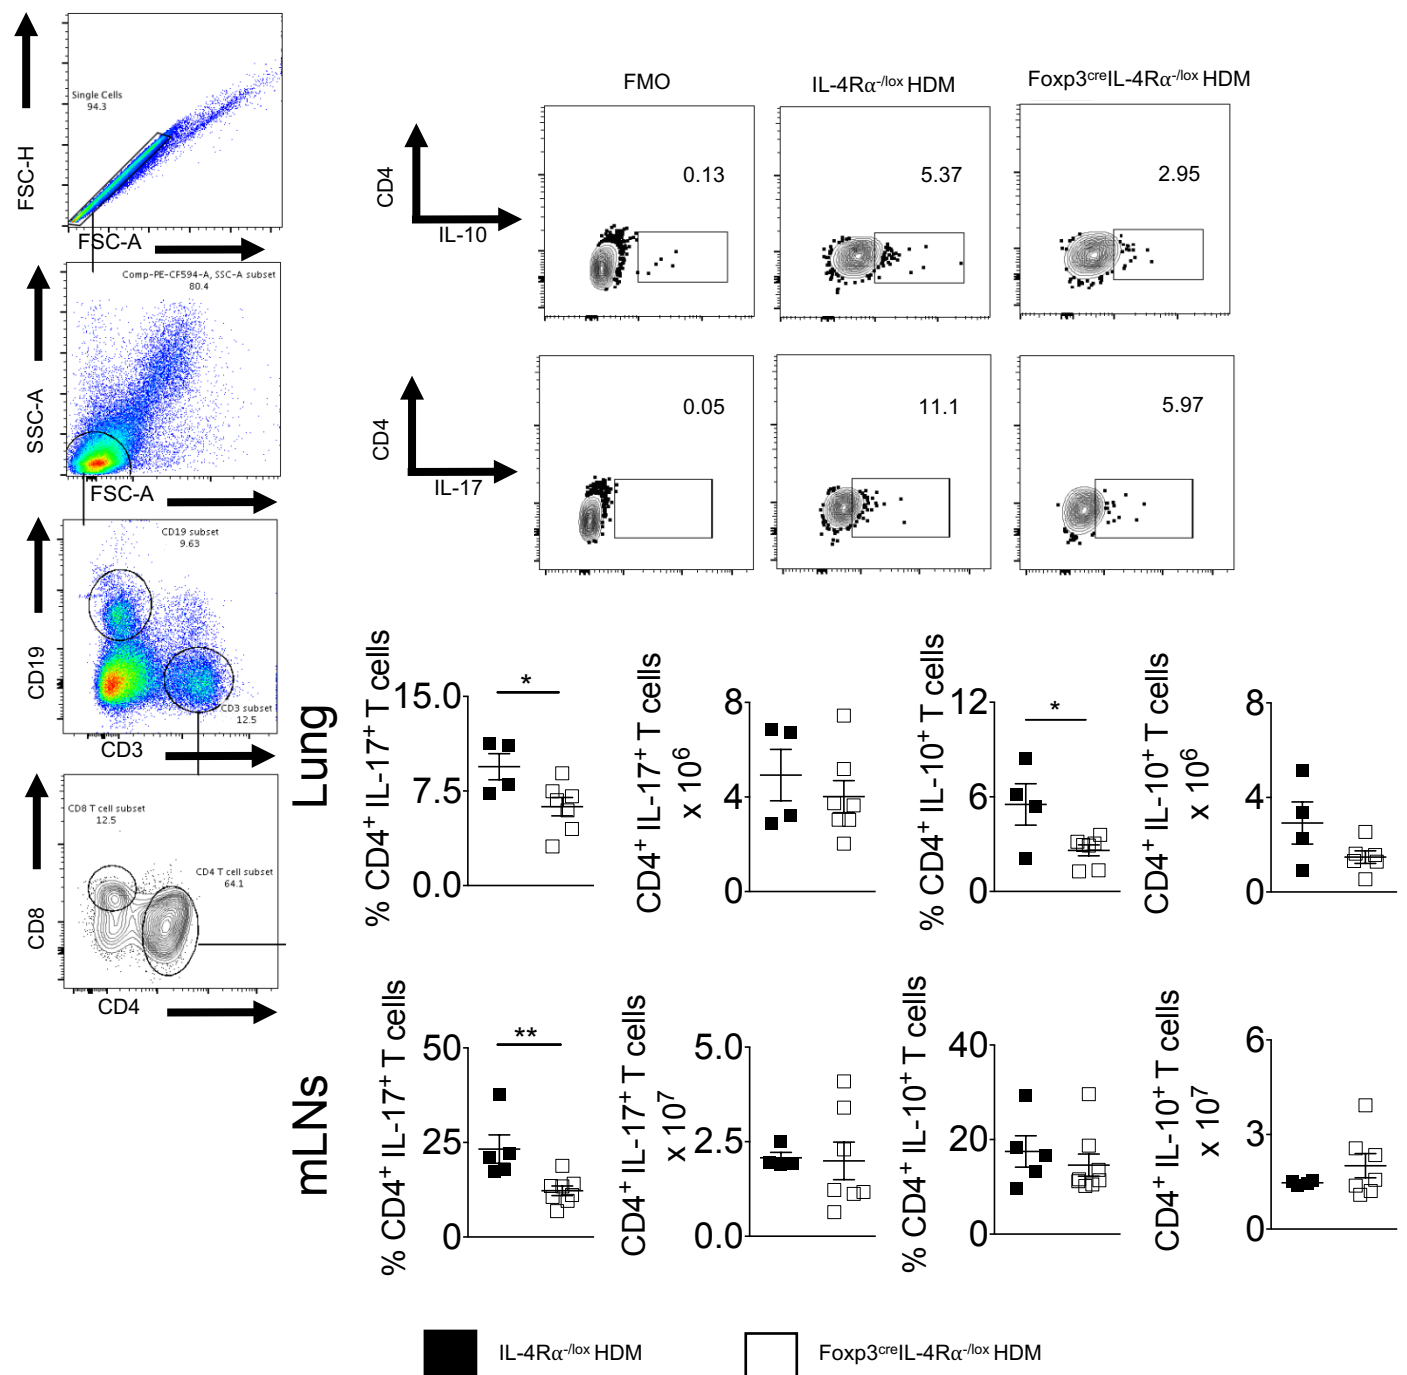 FSC-H
Single Cells
94.3
FSC-A
SSC-A
Comp-PE-CF594-A, SSC-A subset
80.4
FSC-A
CD19
CD19 subset
9.63
CD3 subset
12.5
CD3
CD8
CD8 T cell subset
12.5
CD4 T cell subset
64.1
CD4
FMO
IL-4Rα-/lox HDM
Foxp3creIL-4Rα-/lox HDM
CD4
IL-10
0.13
5.37
2.95
CD4
IL-17
0.05
11.1
5.97
Lung
% CD4+ IL-17+ T cells
15.0
7.5
0.0
*
CD4+ IL-17+ T cells
x 10⁶
8
4
0
% CD4+ IL-10+ T cells
12
6
0
*
CD4+ IL-10+ T cells
x 10⁶
8
4
0
mLNs
% CD4+ IL-17+ T cells
50
25
0
**
CD4+ IL-17+ T cells
x 10⁷
5.0
2.5
0.0
% CD4+ IL-10+ T cells
40
20
0
CD4+ IL-10+ T cells
x 10⁷
6
3
0
IL-4Rα-/lox HDM
Foxp3creIL-4Rα-/lox HDM